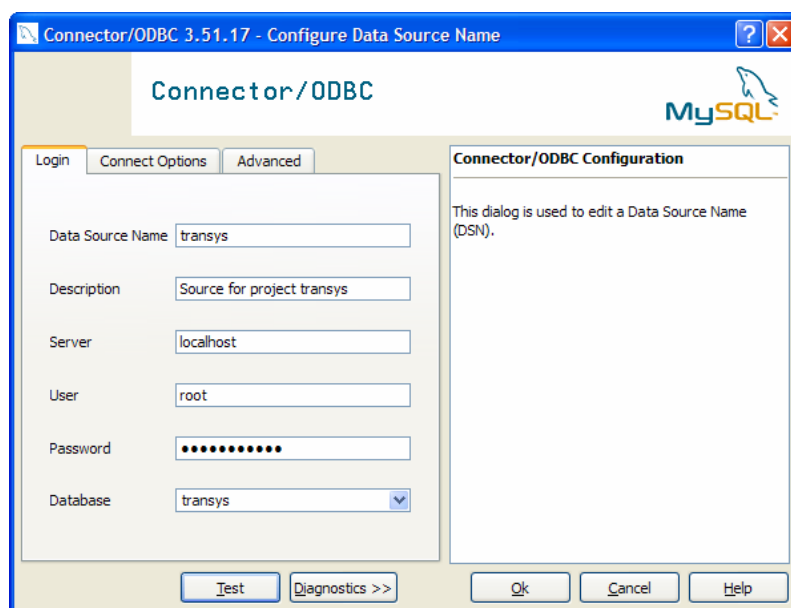 Connector/ODBC 3.51.17 - Configure Data Source Name
Connector/ODBC
MySQL
Login Connect Options Advanced
Data Source Name transys
Description Source for project transys
Server localhost
User root
Password •••••••••••
Database transys
Test Diagnostics >>
Connector/ODBC Configuration
This dialog is used to edit a Data Source Name
(DSN).
Ok Cancel Help